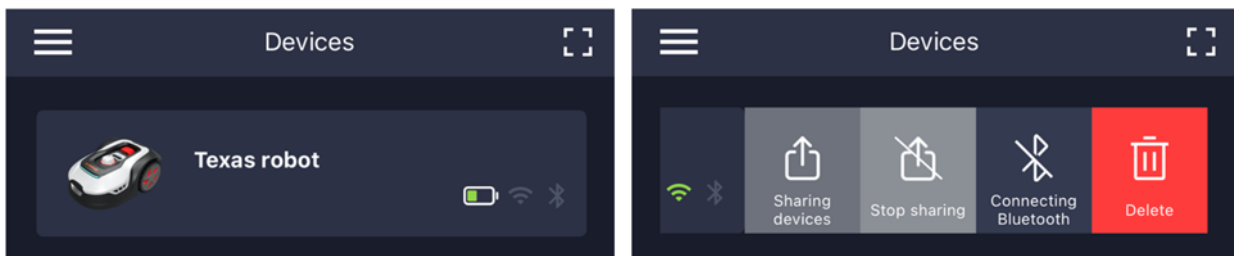 Devices
Texas robot
Devices
Sharing
devices
Stop sharing
Connecting
Bluetooth
Delete